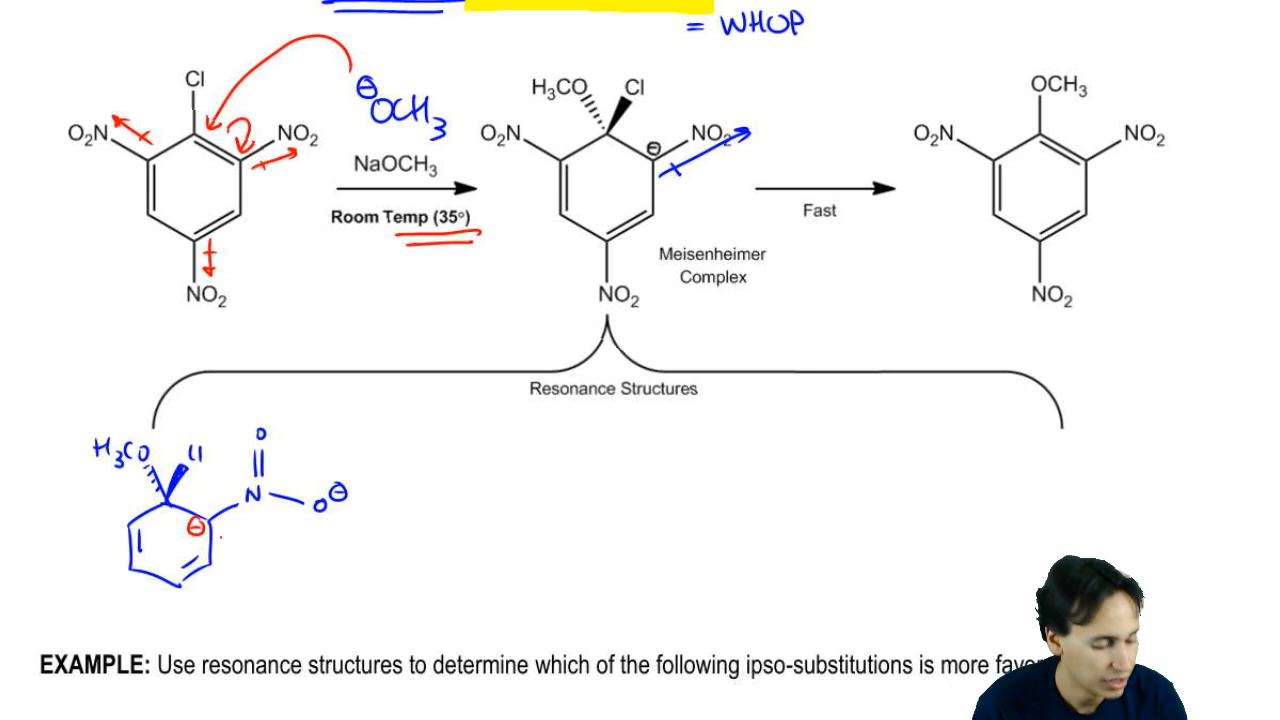 = WHOP
Cl
O₂N
NO₂
NO₂
⊖OCH₃
NaOCH₃
Room Temp (35°)
H₃CO
Cl
O₂N
⊖
NO₂
NO₂
Meisenheimer
Complex
Fast
OCH₃
O₂N
NO₂
NO₂
Resonance Structures
H₃CO
Cl
O
N
O⊖
⊖
EXAMPLE: Use resonance structures to determine which of the following ipso-substitutions is more